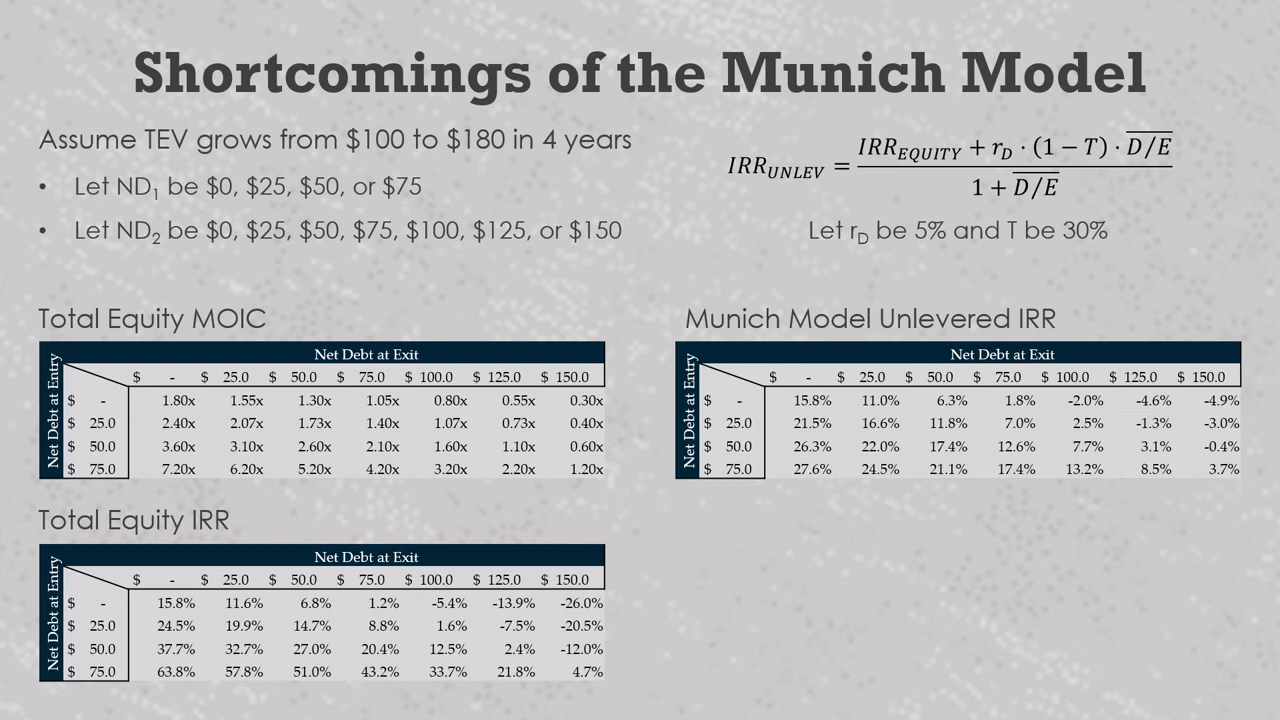 Shortcomings of the Munich Model
Assume TEV grows from $100 to $180 in 4 years
• Let ND₁ be $0, $25, $50, or $75
• Let ND₂ be $0, $25, $50, $75, $100, $125, or $150
IRR_UNLEV = (IRR_EQUITY + r_D · (1 − T) · D/E) / (1 + D/E)
Let r_D be 5% and T be 30%
Total Equity MOIC
Net Debt at Exit
Net Debt at Entry
$ - $ 25.0 $ 50.0 $ 75.0 $ 100.0 $ 125.0 $ 150.0
$ - 1.80x 1.55x 1.30x 1.05x 0.80x 0.55x 0.30x
$ 25.0 2.40x 2.07x 1.73x 1.40x 1.07x 0.73x 0.40x
$ 50.0 3.60x 3.10x 2.60x 2.10x 1.60x 1.10x 0.60x
$ 75.0 7.20x 6.20x 5.20x 4.20x 3.20x 2.20x 1.20x
Munich Model Unlevered IRR
Net Debt at Exit
Net Debt at Entry
$ - $ 25.0 $ 50.0 $ 75.0 $ 100.0 $ 125.0 $ 150.0
$ - 15.8% 11.0% 6.3% 1.8% -2.0% -4.6% -4.9%
$ 25.0 21.5% 16.6% 11.8% 7.0% 2.5% -1.3% -3.0%
$ 50.0 26.3% 22.0% 17.4% 12.6% 7.7% 3.1% -0.4%
$ 75.0 27.6% 24.5% 21.1% 17.4% 13.2% 8.5% 3.7%
Total Equity IRR
Net Debt at Exit
Net Debt at Entry
$ - $ 25.0 $ 50.0 $ 75.0 $ 100.0 $ 125.0 $ 150.0
$ - 15.8% 11.6% 6.8% 1.2% -5.4% -13.9% -26.0%
$ 25.0 24.5% 19.9% 14.7% 8.8% 1.6% -7.5% -20.5%
$ 50.0 37.7% 32.7% 27.0% 20.4% 12.5% 2.4% -12.0%
$ 75.0 63.8% 57.8% 51.0% 43.2% 33.7% 21.8% 4.7%